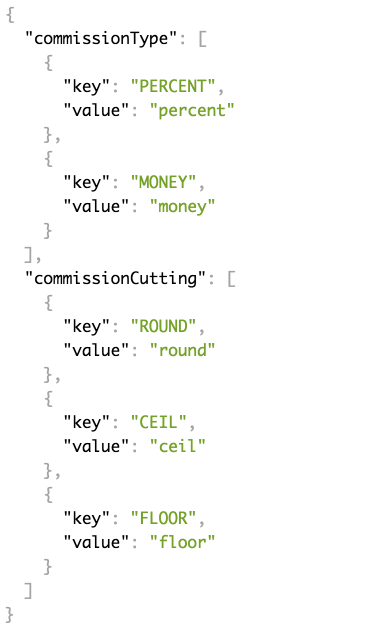 {
  "commissionType": [
    {
      "key": "PERCENT",
      "value": "percent"
    },
    {
      "key": "MONEY",
      "value": "money"
    }
  ],
  "commissionCutting": [
    {
      "key": "ROUND",
      "value": "round"
    },
    {
      "key": "CEIL",
      "value": "ceil"
    },
    {
      "key": "FLOOR",
      "value": "floor"
    }
  ]
}